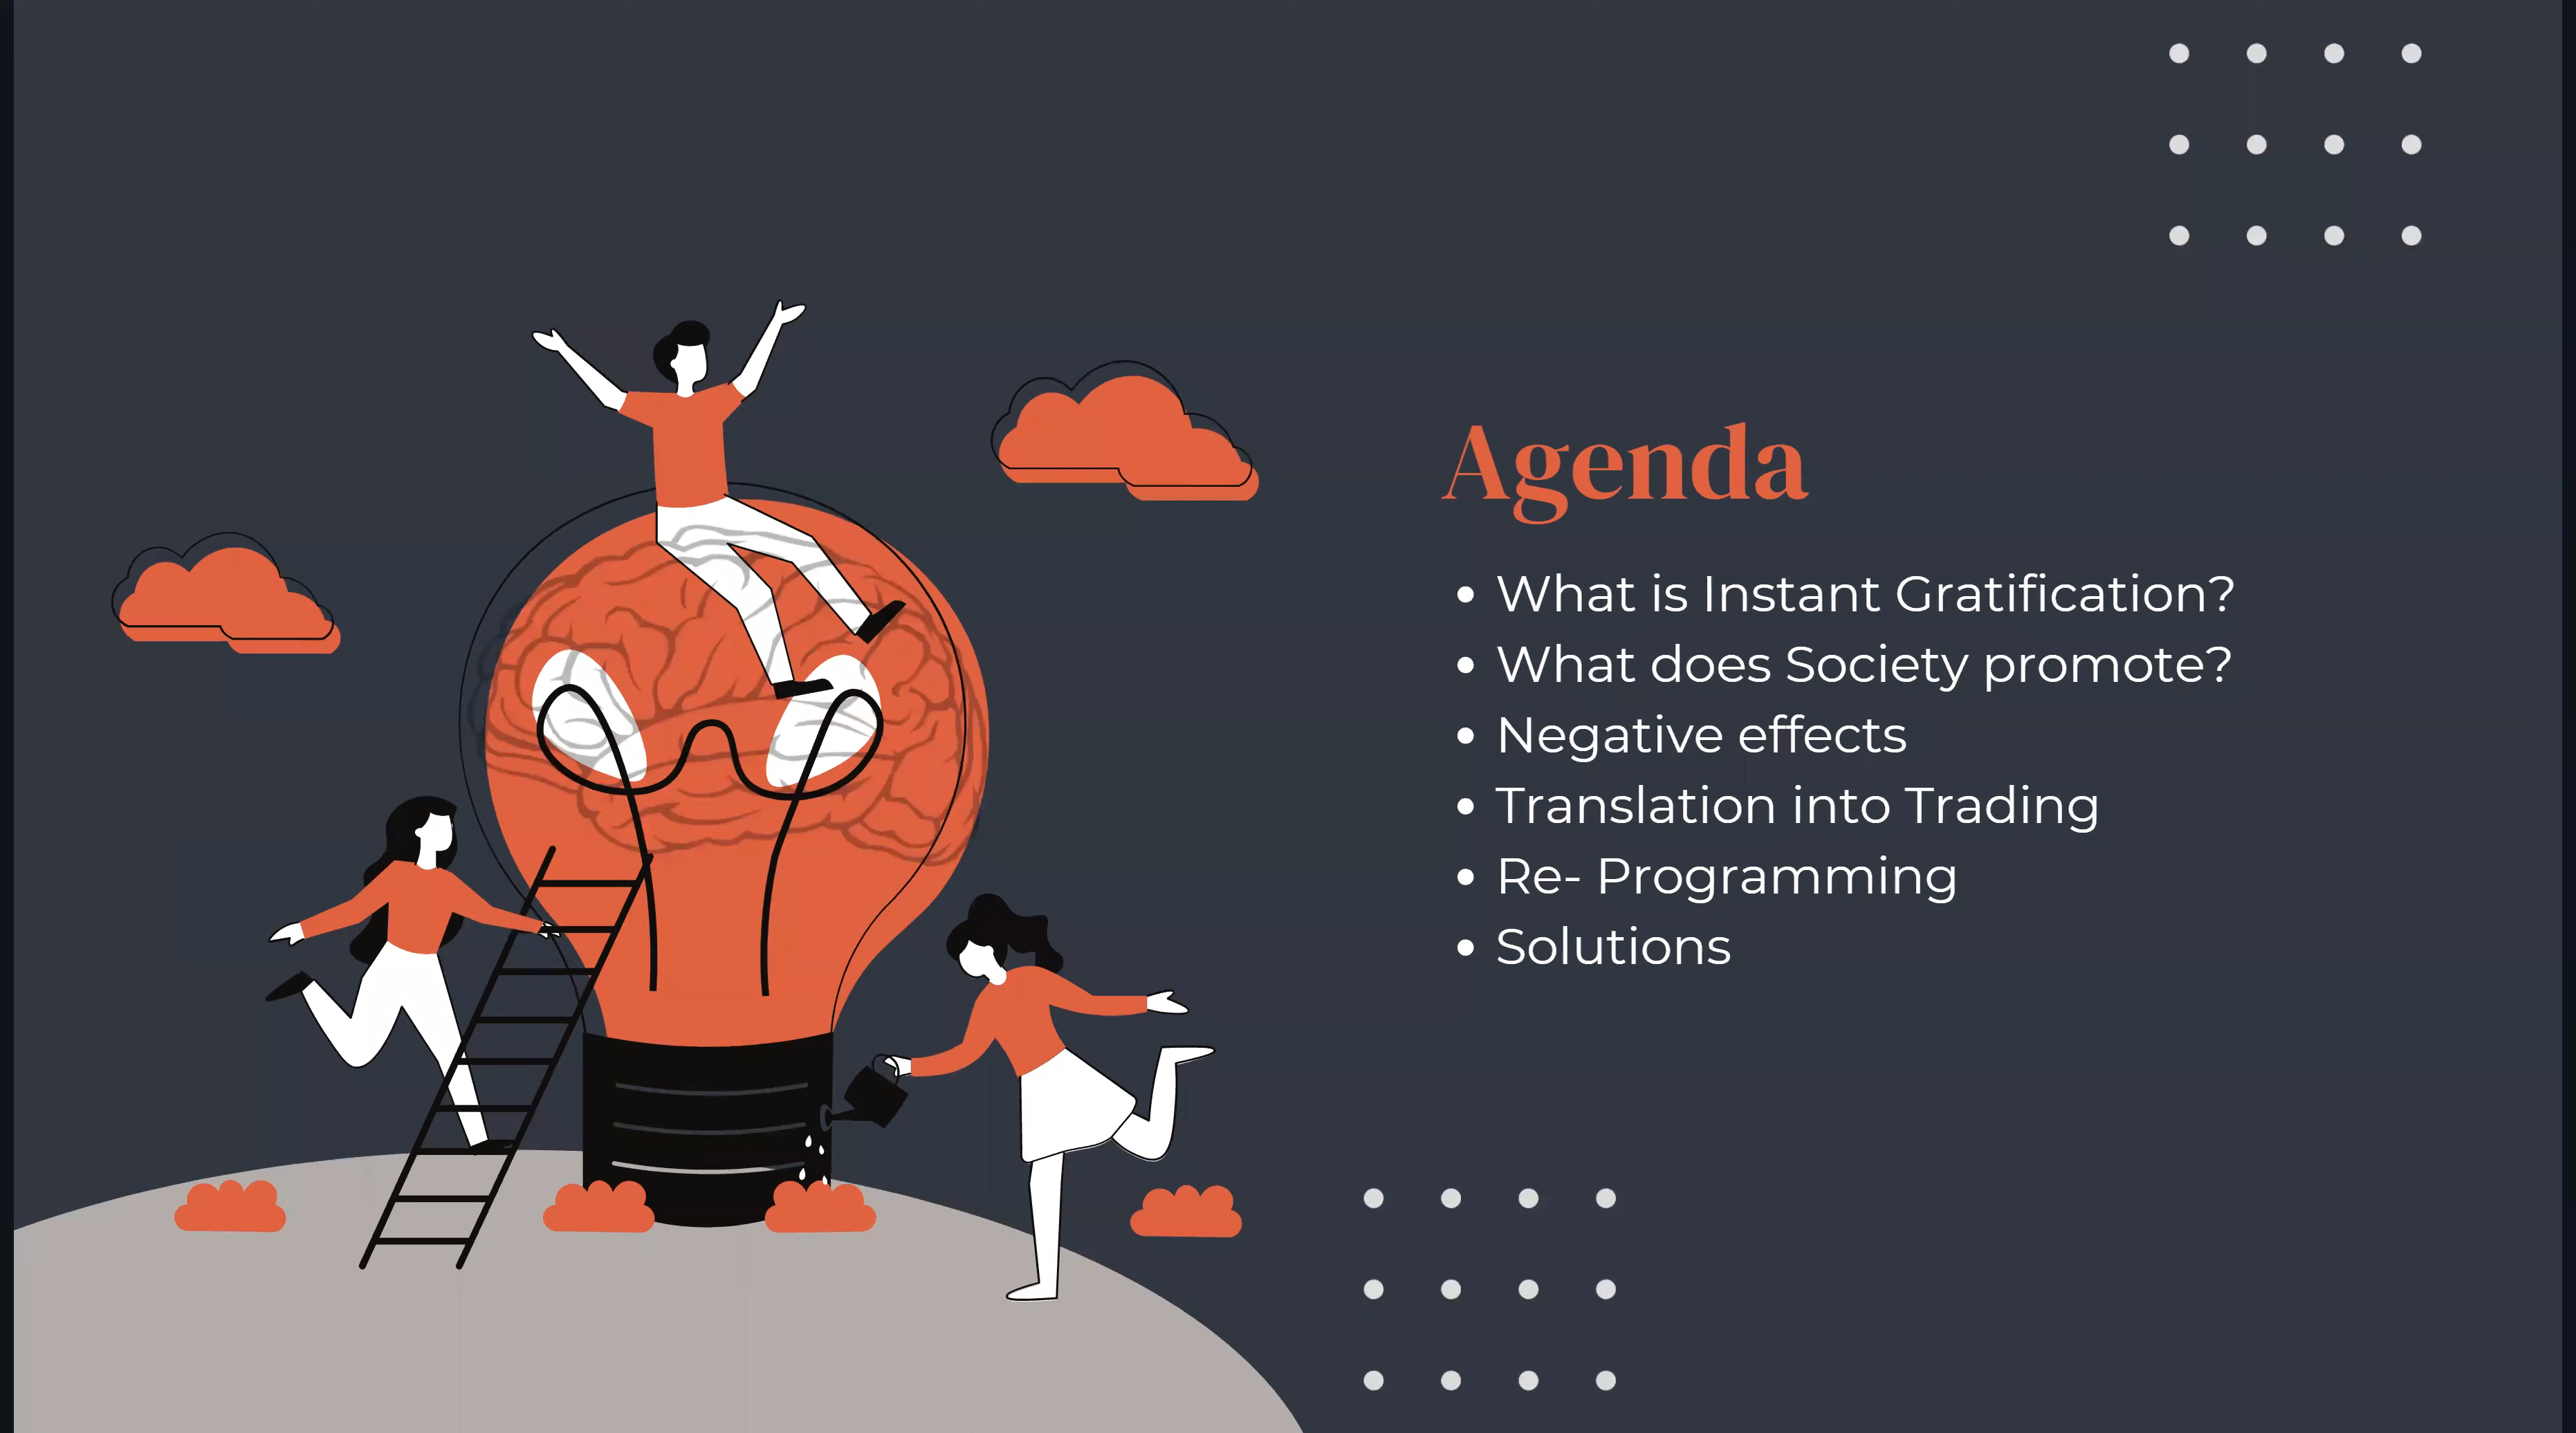 Agenda
• What is Instant Gratification?
• What does Society promote?
• Negative effects
• Translation into Trading
• Re- Programming
• Solutions